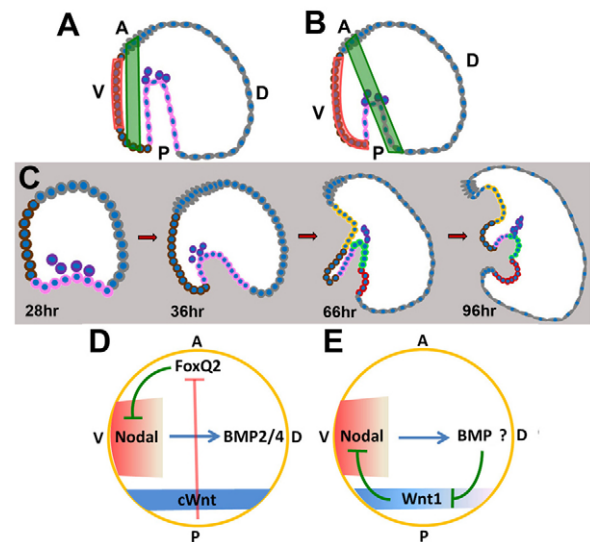 A
B
A
A
V
D
V
D
P
P
C
28hr
36hr
66hr
96hr
D
E
A
A
FoxQ2
V
Nodal
BMP2/4
D
V
Nodal
BMP ?
D
cWnt
Wnt1
P
P